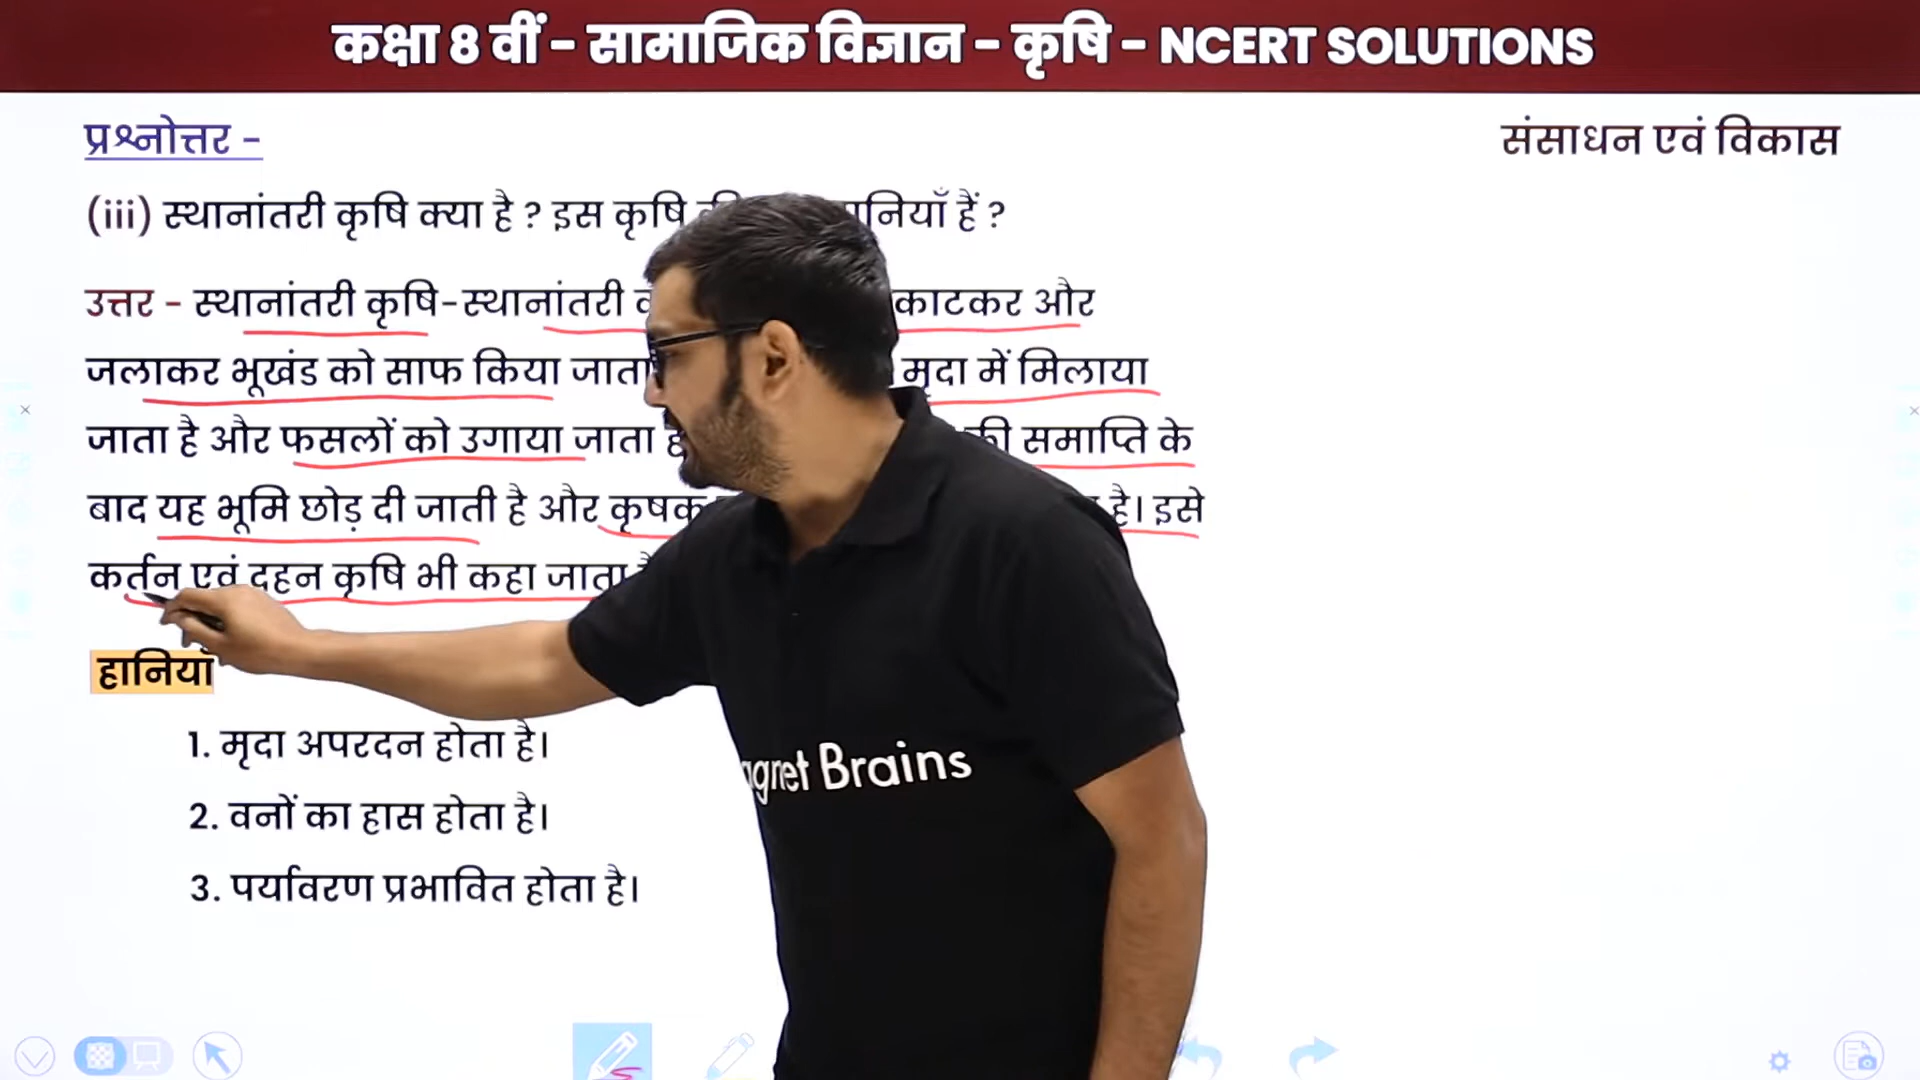 कक्षा 8 वीं - सामाजिक विज्ञान - कृषि - NCERT SOLUTIONS
प्रश्नोत्तर - संसाधन एवं विकास
(iii) स्थानांतरी कृषि क्या है ? इस कृषि हैं ?
उत्तर - स्थानांतरी कृषि-स्थानांतरी काटकर और
जलाकर भूखंड को साफ किया जाता मृदा में मिलाया
जाता है और फसलों को उगाया जाता की समाप्ति के
बाद यह भूमि छोड़ दी जाती है और कृषक है। इसे
कर्तन एवं दहन कृषि भी कहा जाता
हानियाँ
1. मृदा अपरदन होता है।
2. वनों का हास होता है।
3. पर्यावरण प्रभावित होता है।
Brains